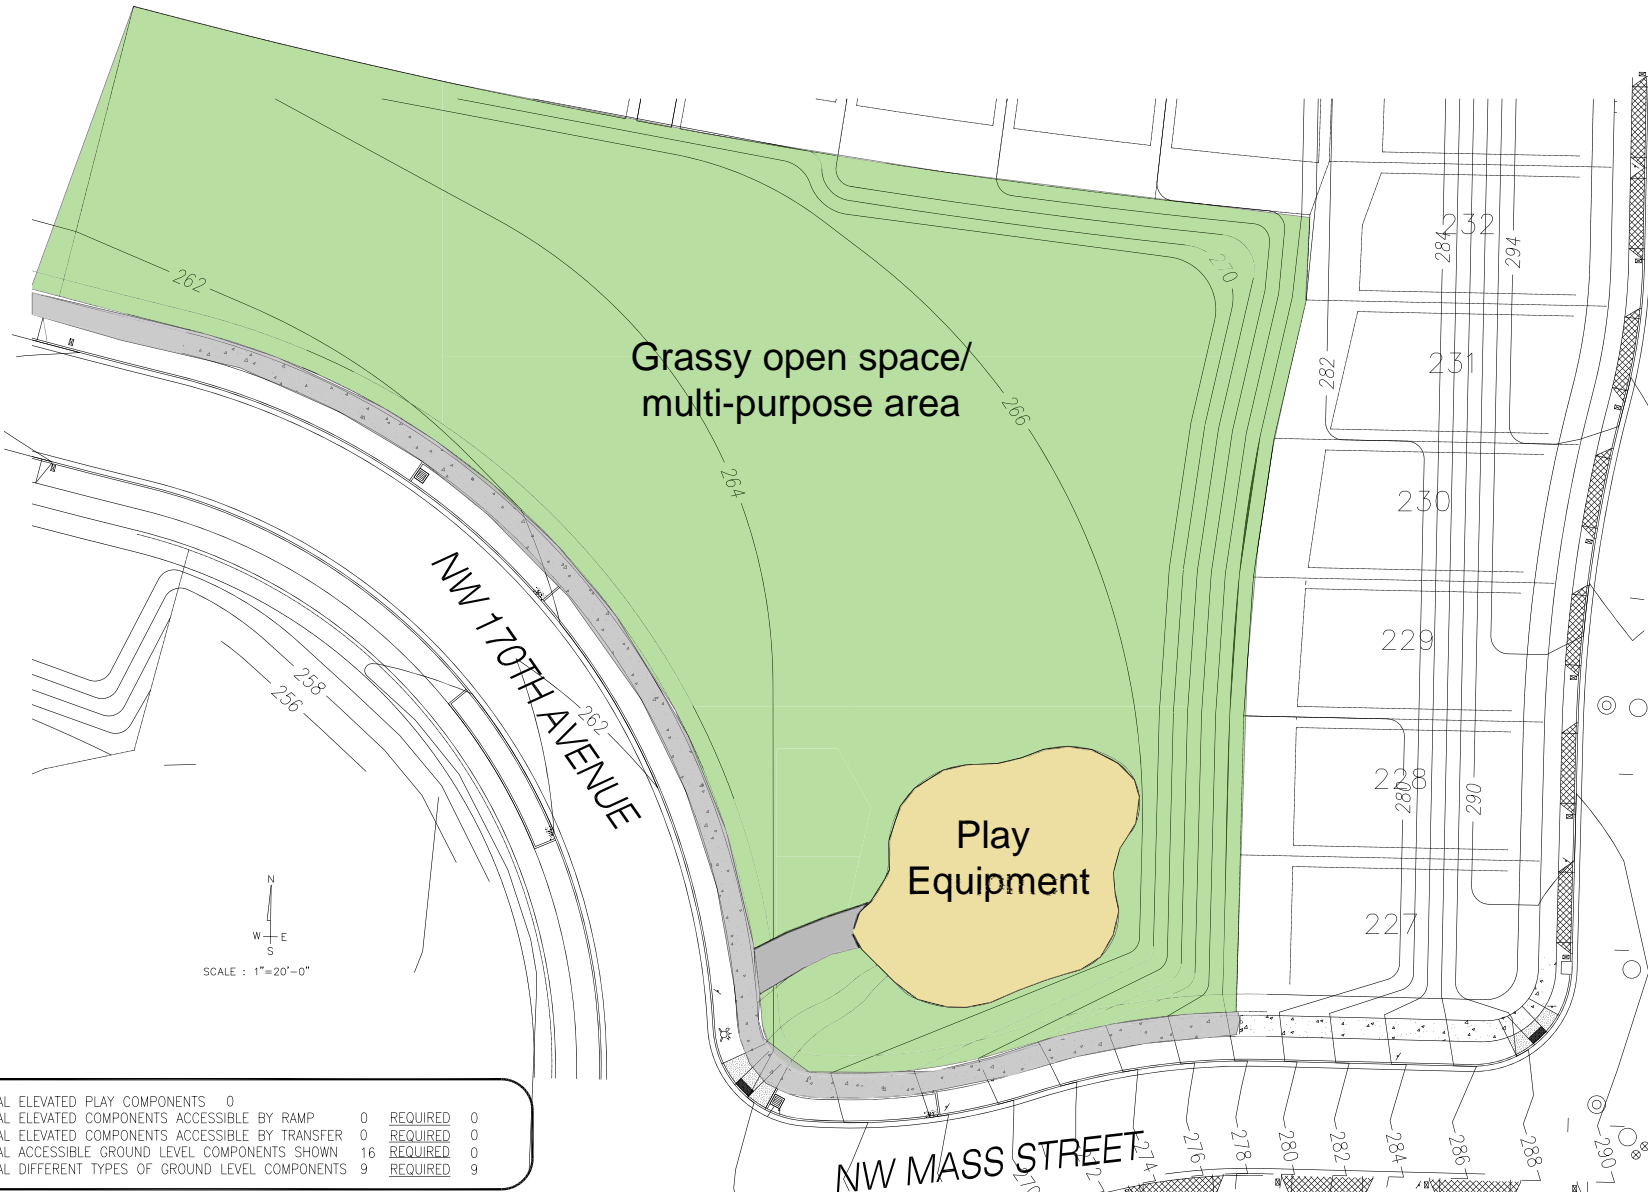 232
284
294
270
262
231
282
Grassy open space/
multi-purpose area
266
264
230
NW 170TH AVENUE
229
258
256
262
228
280
290
Play
Equipment
227
N
W E
S
SCALE : 1"=20'-0"
AL ELEVATED PLAY COMPONENTS 0
AL ELEVATED COMPONENTS ACCESSIBLE BY RAMP 0 REQUIRED 0
AL ELEVATED COMPONENTS ACCESSIBLE BY TRANSFER 0 REQUIRED 0
AL ACCESSIBLE GROUND LEVEL COMPONENTS SHOWN 16 REQUIRED 0
AL DIFFERENT TYPES OF GROUND LEVEL COMPONENTS 9 REQUIRED 9
NW MASS STREET
274
276
278
280
282
284
286
288
290